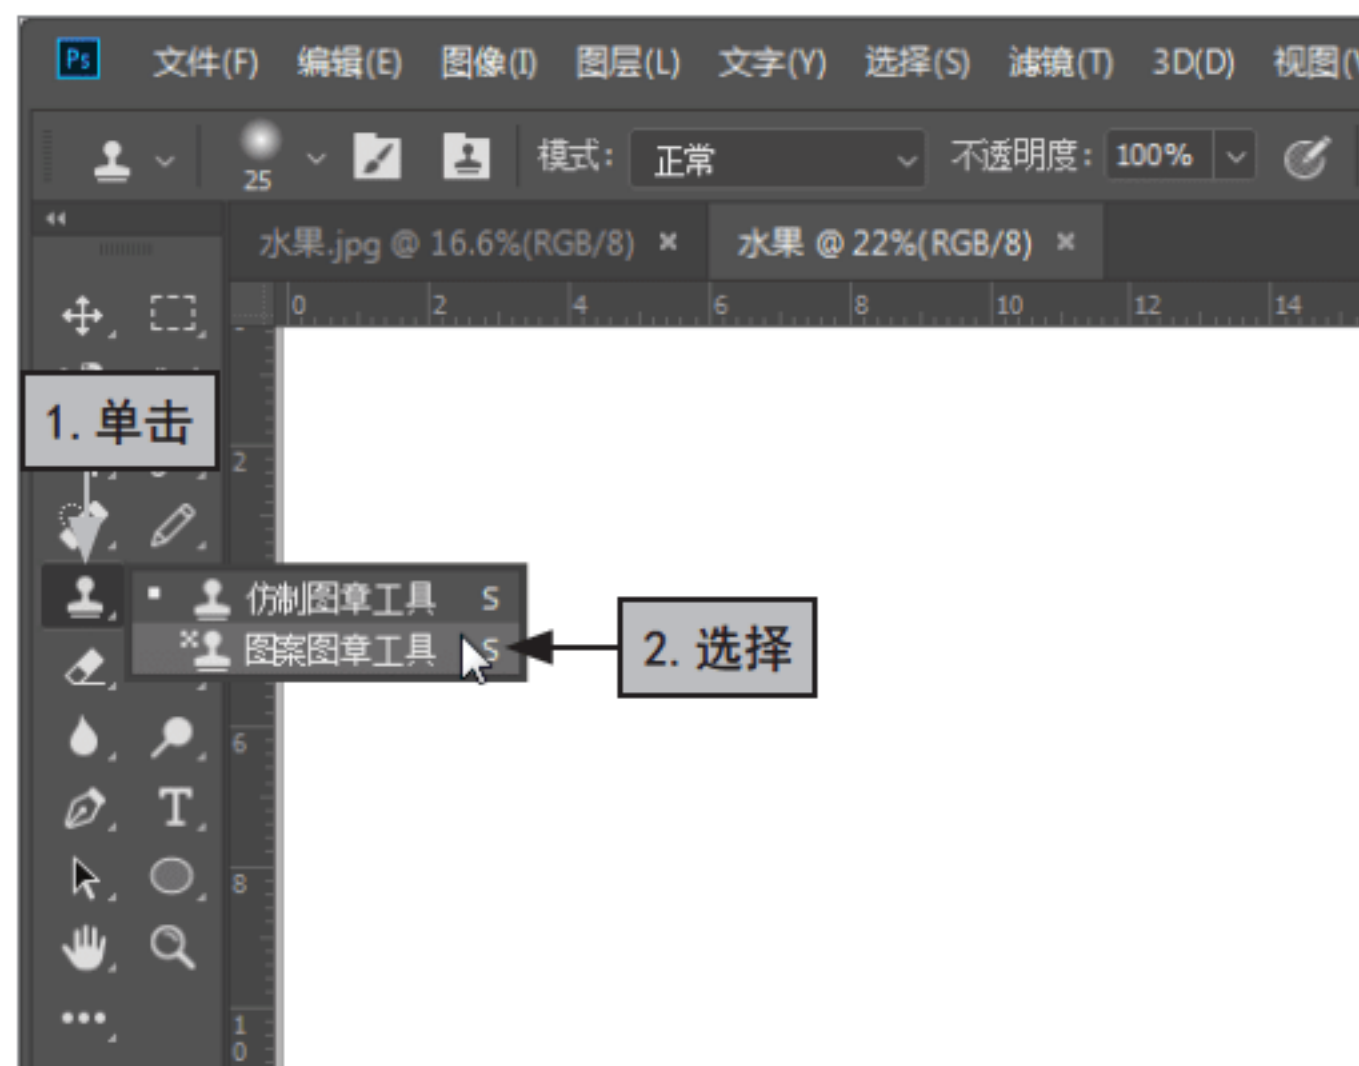 Ps 文件(F) 编辑(E) 图像(I) 图层(L) 文字(Y) 选择(S) 滤镜(T) 3D(D) 视图(V
25 模式: 正常 不透明度: 100%
水果.jpg @ 16.6%(RGB/8) × 水果 @ 22%(RGB/8) ×
0 2 4 6 8 10 12 14
1. 单击
2
仿制图章工具 S
图案图章工具 S
2. 选择
6
T
8
10